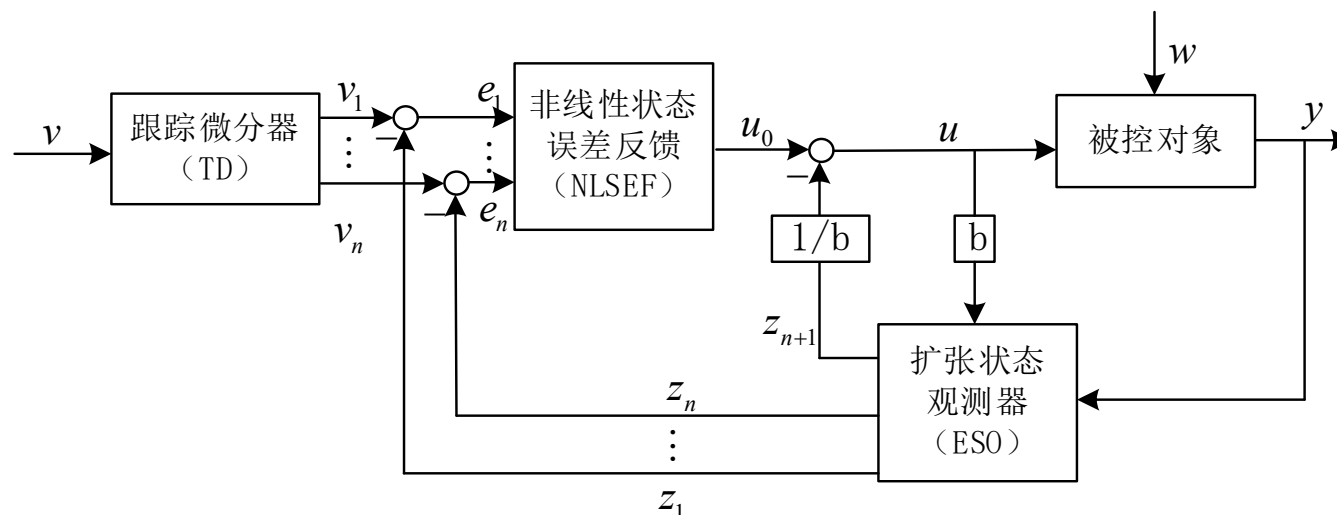 w
v₁
e₁
非线性状态
误差反馈
（NLSEF）
v
跟踪微分器
（TD）
⋮
⋮
u₀
u
被控对象
y
−
−
−
vₙ
eₙ
1/b
b
zₙ₊₁
扩张状态
观测器
（ESO）
zₙ
⋮
z₁